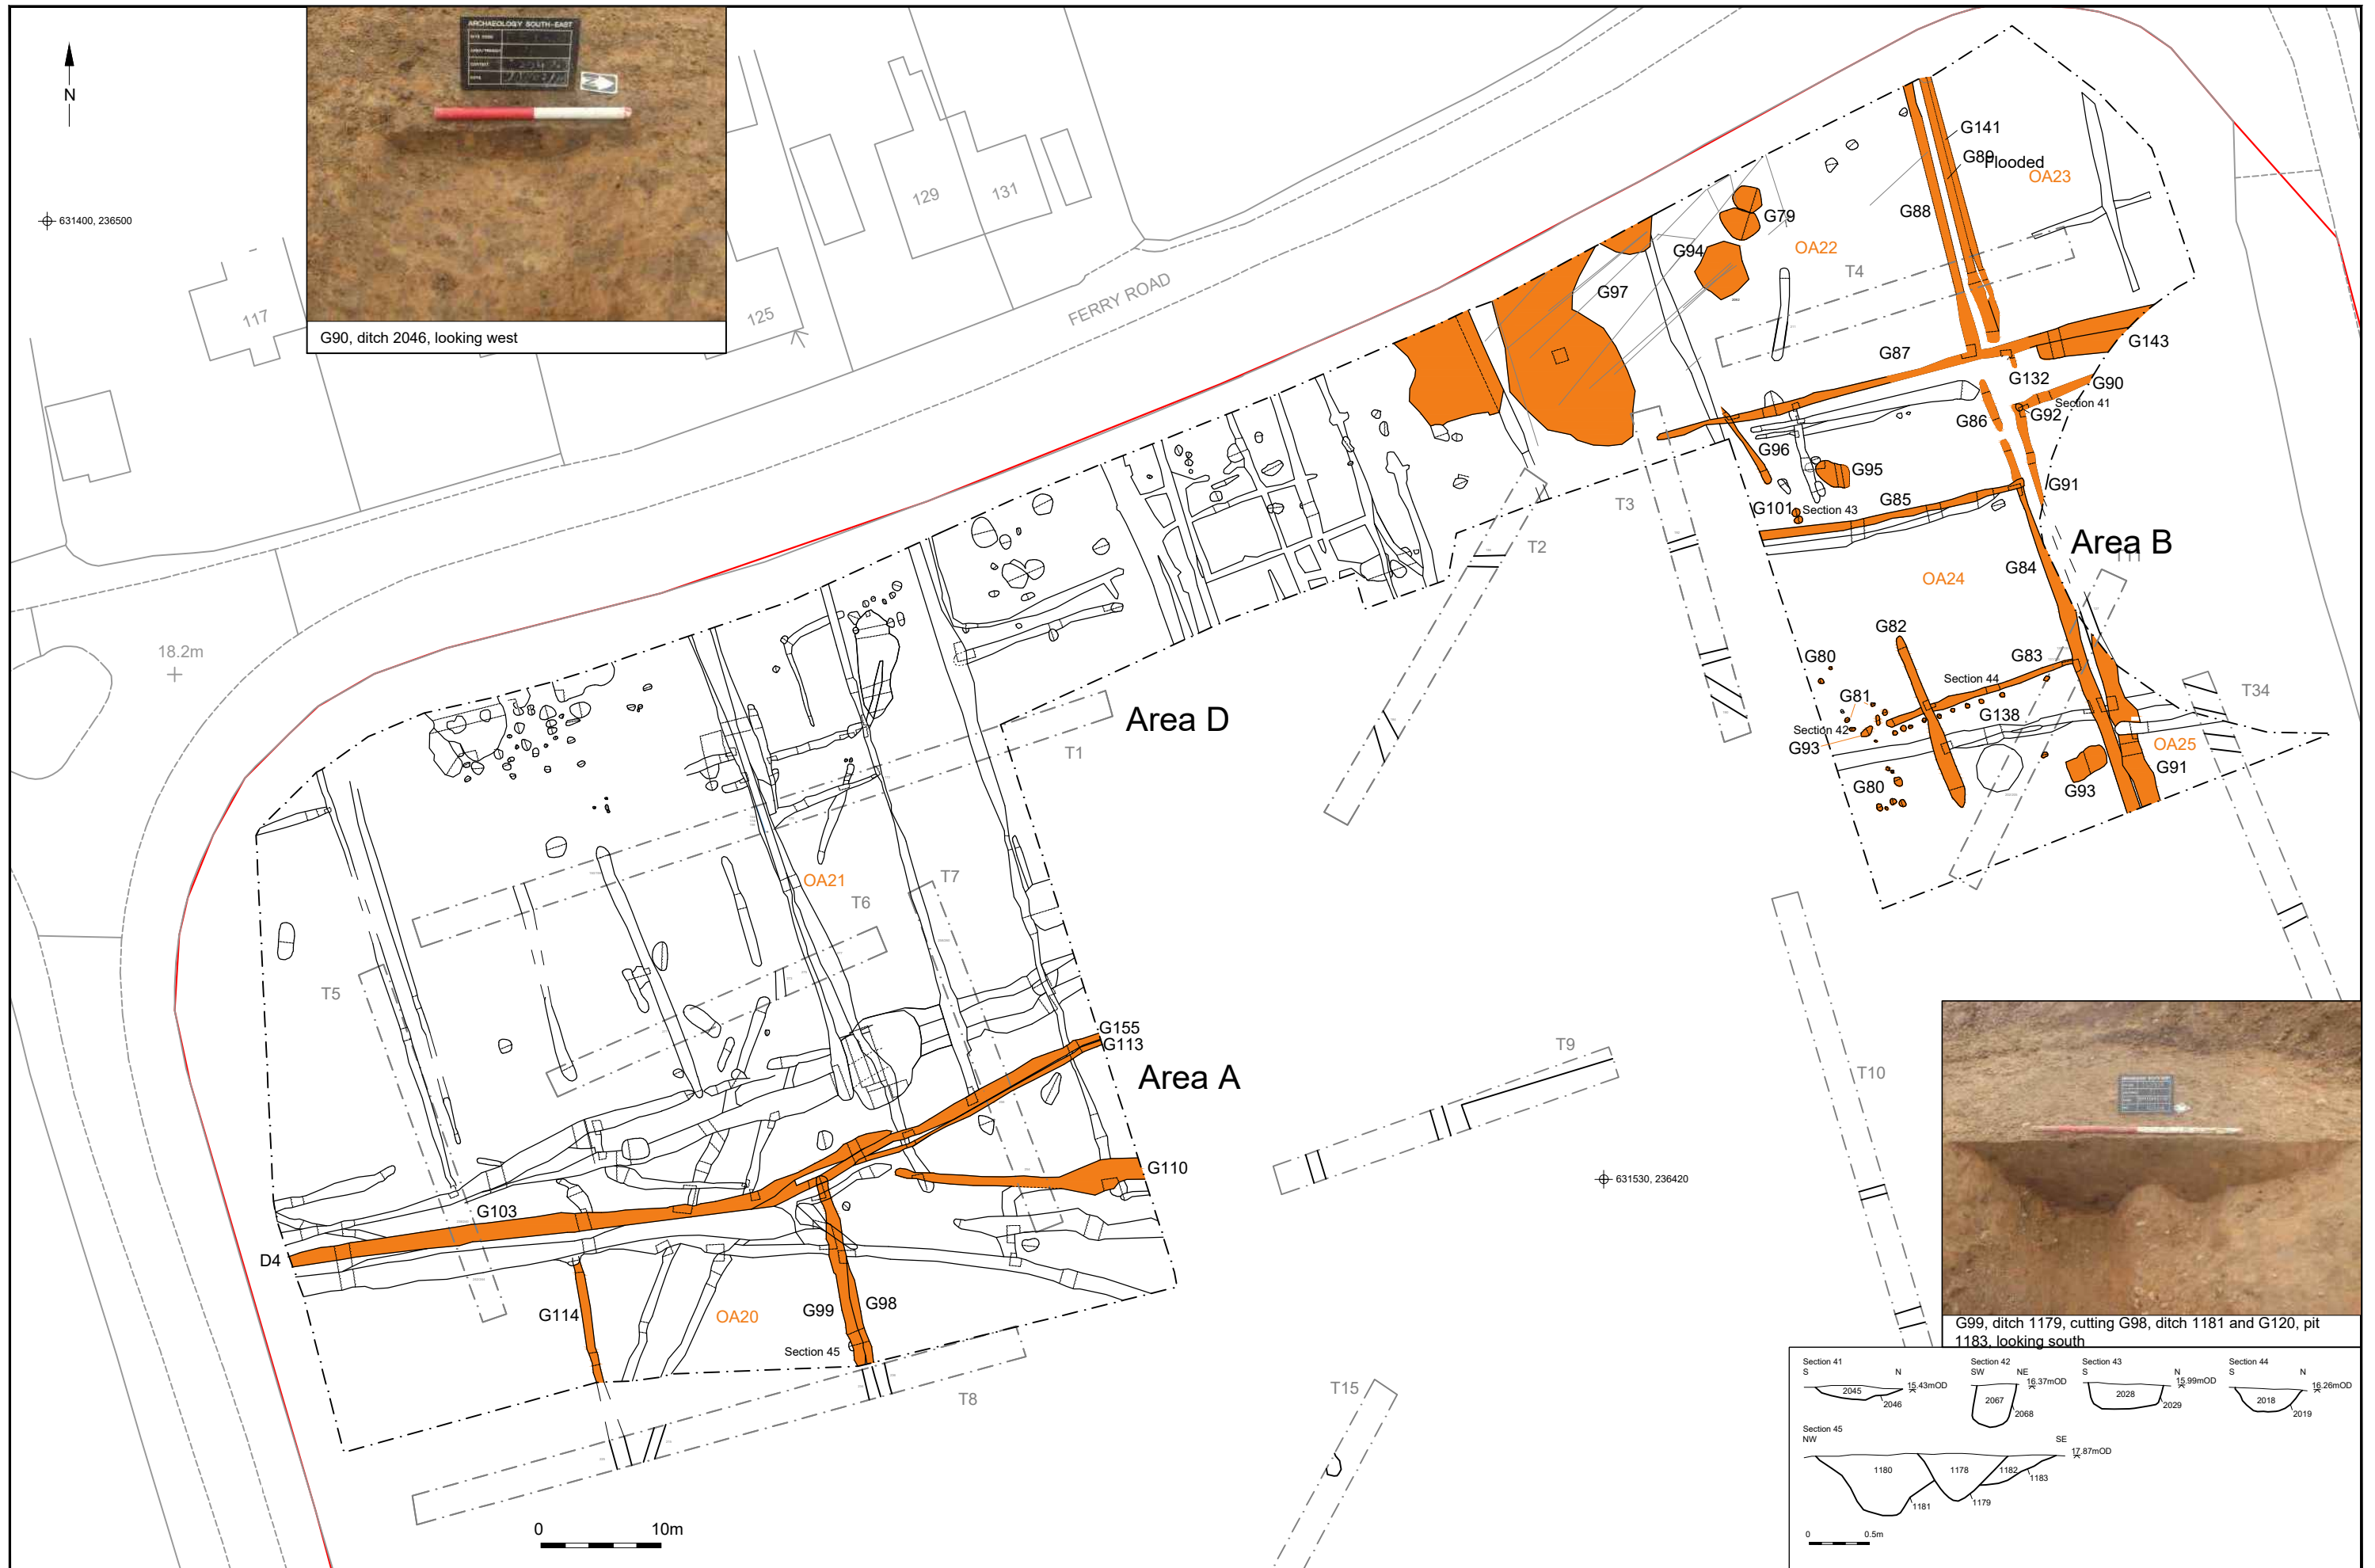 N
631400, 236500
ARCHAEOLOGY SOUTH-EAST
G90, ditch 2046, looking west
117
125
129
131
FERRY ROAD
18.2m
G141
G89
Flooded
OA23
G88
G79
OA22
G94
T4
G97
G87
G143
G132
G90
Section 41
G92
G86
G96
G95
G91
G85
G101
Section 43
T3
T2
Area B
T11
G84
OA24
G82
G80
G83
Section 44
G81
G138
Section 42
G93
T34
OA25
G91
G80
G93
Area D
T1
OA21
T6
T7
T5
G155
G113
Area A
T9
T10
G110
631530, 236420
G103
D4
G114
OA20
G99
G98
Section 45
T8
T15
0
10m
G99, ditch 1179, cutting G98, ditch 1181 and G120, pit
1183, looking south
Section 41
S
N
15.43mOD
2045
2046
Section 42
SW
NE
16.37mOD
2067
2068
Section 43
S
N
15.99mOD
2028
2029
Section 44
S
N
16.26mOD
2018
2019
Section 45
NW
SE
17.87mOD
1180
1178
1182
1183
1181
1179
0
0.5m